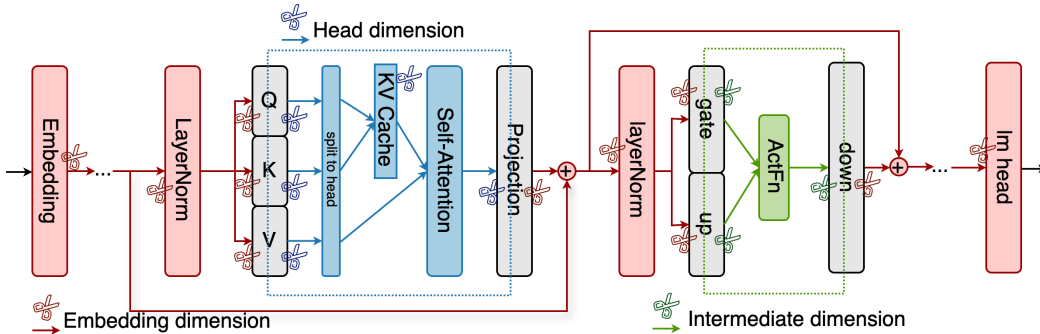 Head dimension
Embedding
...
LayerNorm
Q
K
V
split to head
KV Cache
Self-Attention
Projection
+
layerNorm
gate
up
ActFn
down
+
...
lm head
Embedding dimension
Intermediate dimension